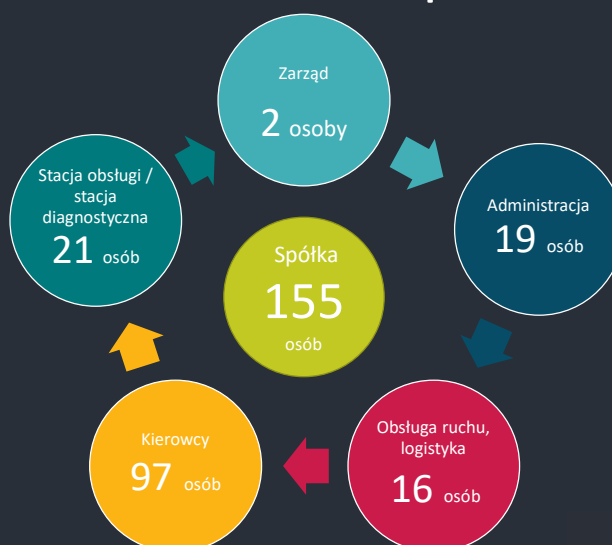 Zarząd
2 osoby
Administracja
19 osób
Obsługa ruchu,
logistyka
16 osób
Kierowcy
97 osób
Stacja obsługi /
stacja
diagnostyczna
21 osób
Spółka
155
osób